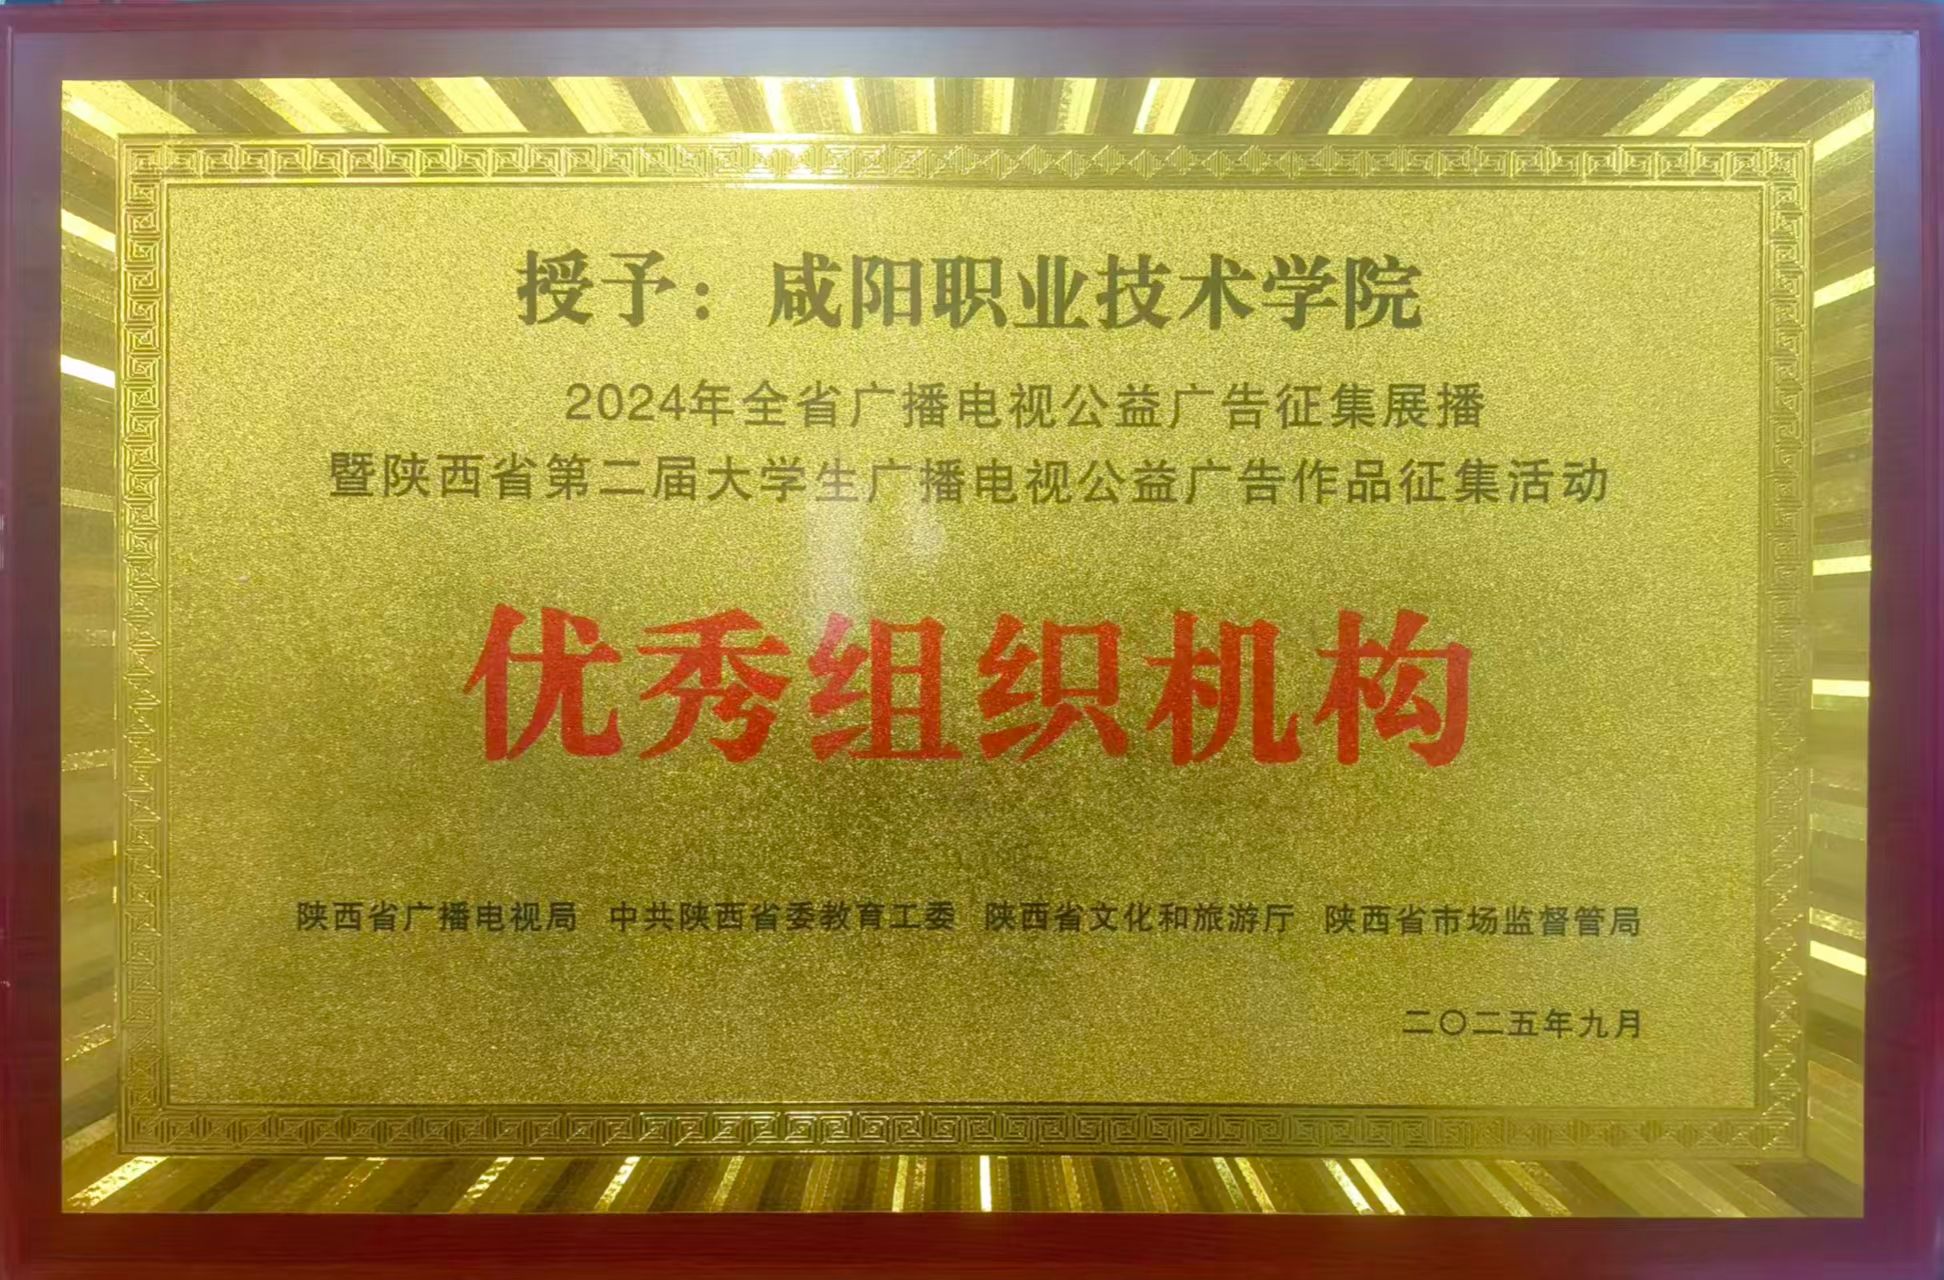 授予：咸阳职业技术学院
2024年全省广播电视公益广告征集展播
暨陕西省第二届大学生广播电视公益广告作品征集活动
优秀组织机构
陕西省广播电视局 中共陕西省委教育工委 陕西省文化和旅游厅 陕西省市场监督管局
二〇二五年九月